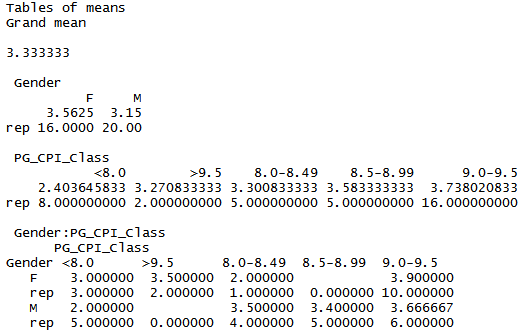 Tables of means
Grand mean
3.333333
Gender
F M
3.5625 3.15
rep 16.0000 20.00
PG_CPI_Class
<8.0 >9.5 8.0-8.49 8.5-8.99 9.0-9.5
2.403645833 3.270833333 3.300833333 3.583333333 3.738020833
rep 8.000000000 2.000000000 5.000000000 5.000000000 16.000000000
Gender:PG_CPI_Class
PG_CPI_Class
Gender <8.0 >9.5 8.0-8.49 8.5-8.99 9.0-9.5
F 3.000000 3.500000 2.000000 3.900000
rep 3.000000 2.000000 1.000000 0.000000 10.000000
M 2.000000 3.500000 3.400000 3.666667
rep 5.000000 0.000000 4.000000 5.000000 6.000000